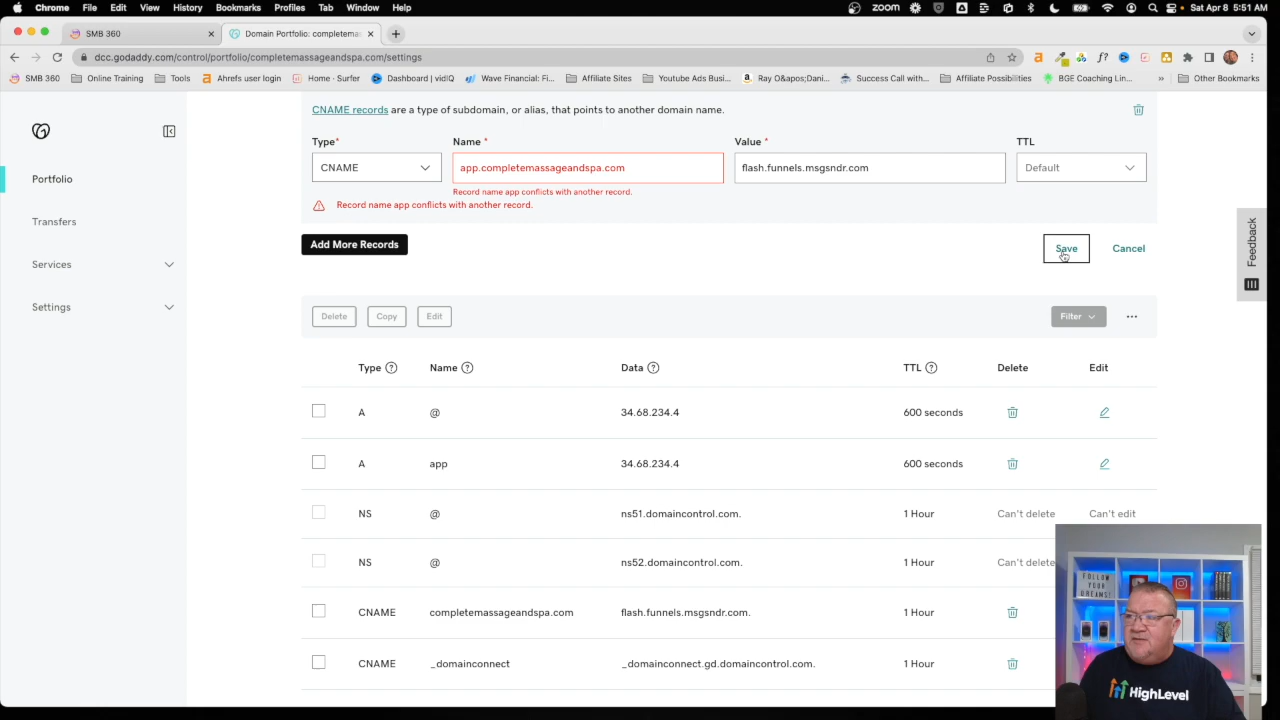 Chrome File Edit View History Bookmarks Profiles Tab Window Help zoom Sat Apr 8 5:51 AM
SMB 360 Domain Portfolio: completemas
dcc.godaddy.com/control/portfolio/completemassageandspa.com/settings
SMB 360 Online Training Tools Ahrefs user login Home · Surfer Dashboard | vidIQ Wave Financial: Fi... Affiliate Sites Youtube Ads Busi... Ray O&apos;Dani... Success Call with... Affiliate Possibilities BGE Coaching Lin... » Other Bookmarks
CNAME records are a type of subdomain, or alias, that points to another domain name.
Type* Name * Value * TTL
CNAME app.completemassageandspa.com flash.funnels.msgsndr.com Default
Record name app conflicts with another record.
Record name app conflicts with another record.
Add More Records Save Cancel
Portfolio
Transfers
Services
Settings
Feedback
Delete Copy Edit Filter
Type Name Data TTL Delete Edit
A @ 34.68.234.4 600 seconds
A app 34.68.234.4 600 seconds
NS @ ns51.domaincontrol.com. 1 Hour Can't delete Can't edit
NS @ ns52.domaincontrol.com. 1 Hour Can't delete
CNAME completemassageandspa.com flash.funnels.msgsndr.com. 1 Hour
CNAME _domainconnect _domainconnect.gd.domaincontrol.com. 1 Hour
FOLLOW
YOUR
DREAMS!
HighLevel